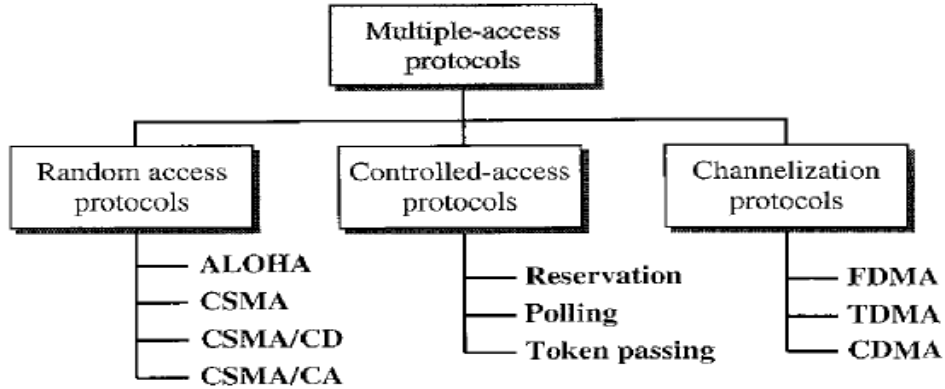 Multiple-access
protocols
Random access
protocols
Controlled-access
protocols
Channelization
protocols
ALOHA
CSMA
CSMA/CD
CSMA/CA
Reservation
Polling
Token passing
FDMA
TDMA
CDMA